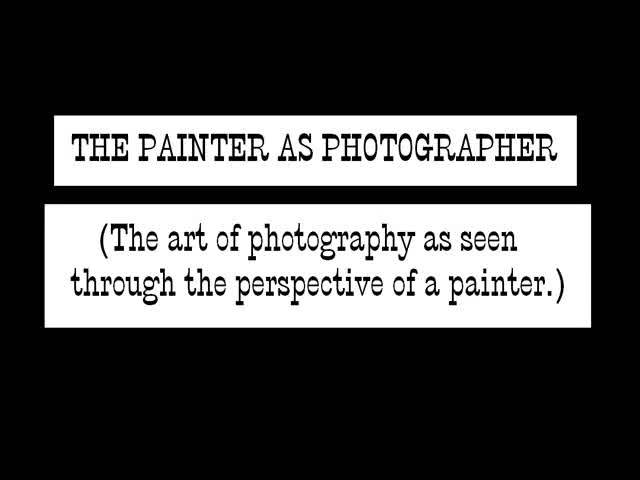 THE PAINTER AS PHOTOGRAPHER
(The art of photography as seen
through the perspective of a painter.)